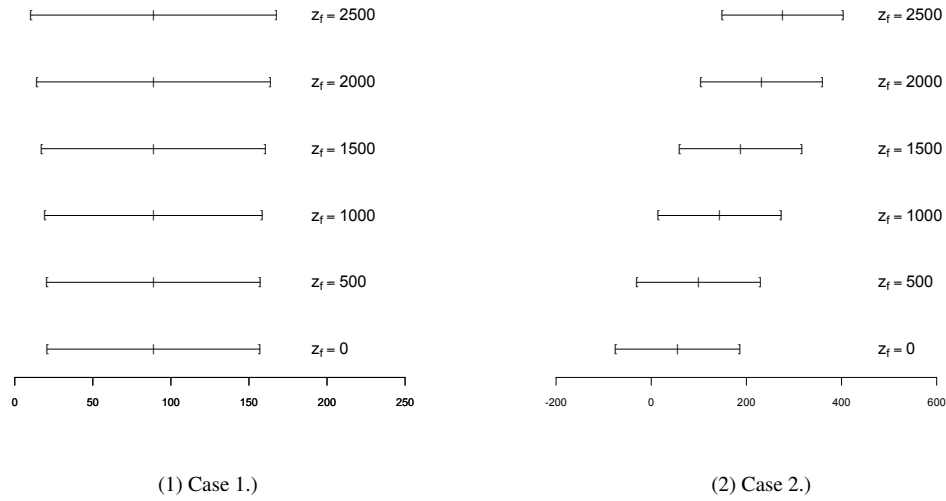 z_f = 2500
z_f = 2000
z_f = 1500
z_f = 1000
z_f = 500
z_f = 0
0 50 100 150 200 250
(1) Case 1.)
z_f = 2500
z_f = 2000
z_f = 1500
z_f = 1000
z_f = 500
z_f = 0
-200 0 200 400 600
(2) Case 2.)